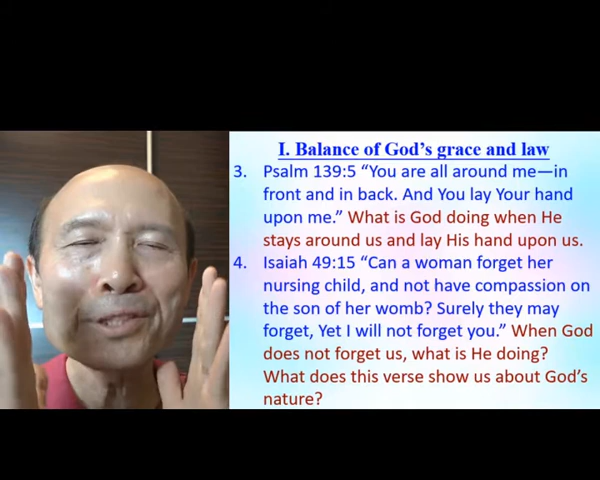 I. Balance of God's grace and law
3. Psalm 139:5 “You are all around me—in
front and in back. And You lay Your hand
upon me.” What is God doing when He
stays around us and lay His hand upon us.
4. Isaiah 49:15 “Can a woman forget her
nursing child, and not have compassion on
the son of her womb? Surely they may
forget, Yet I will not forget you.” When God
does not forget us, what is He doing?
What does this verse show us about God's
nature?